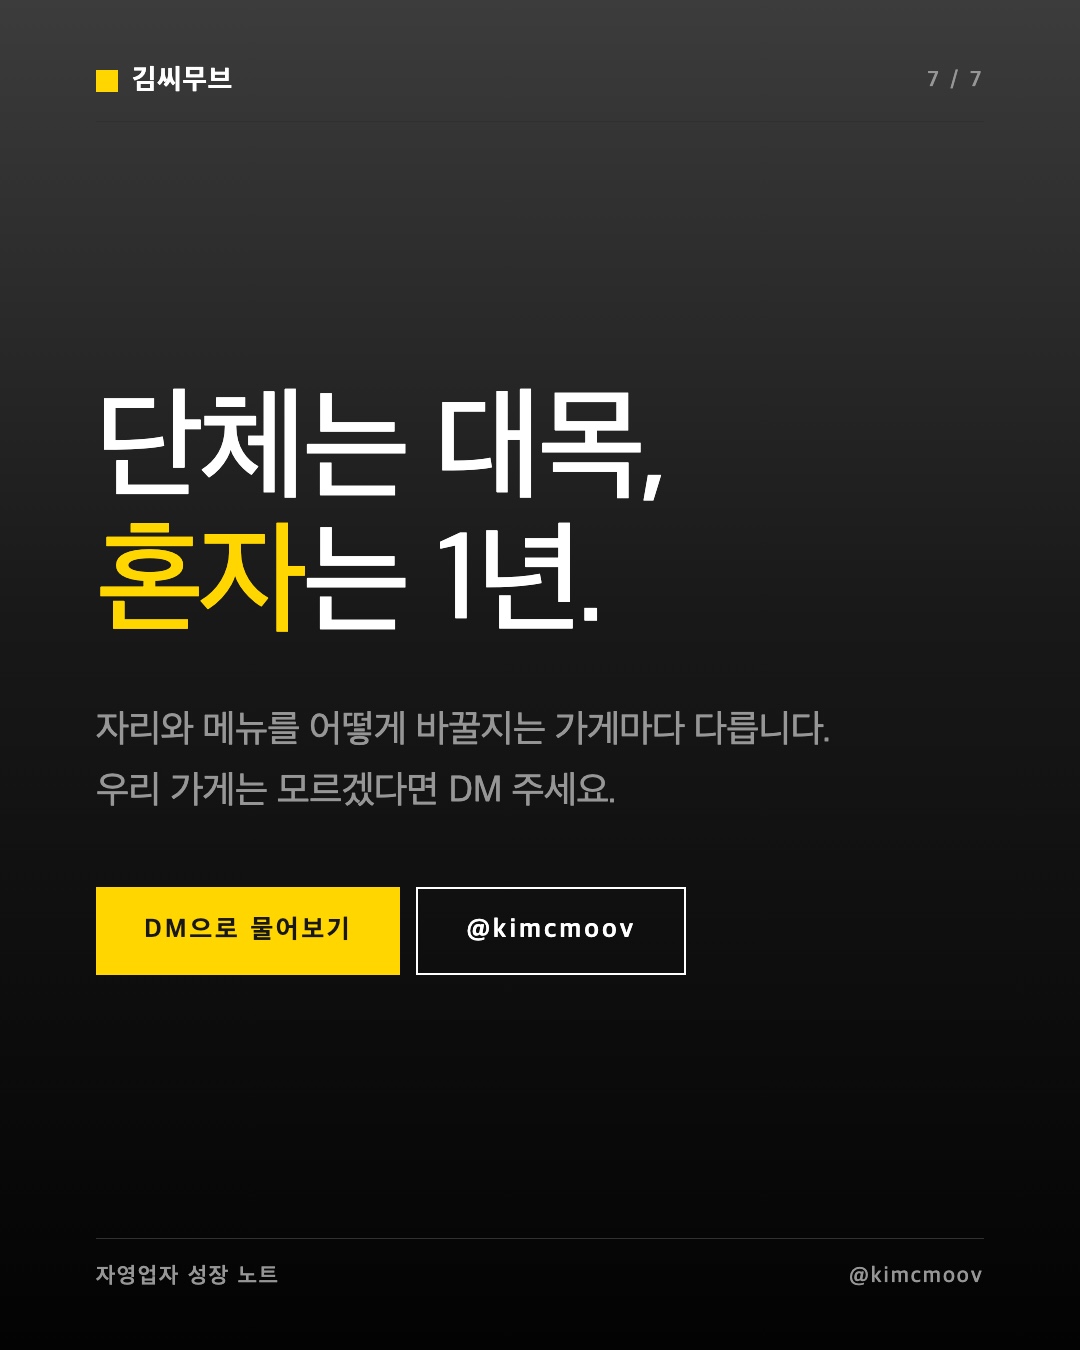 김씨무브
7 / 7
단체는 대목,
혼자는 1년.
자리와 메뉴를 어떻게 바꿀지는 가게마다 다릅니다.
우리 가게는 모르겠다면 DM 주세요.
DM으로 물어보기
@kimcmoov
자영업자 성장 노트
@kimcmoov